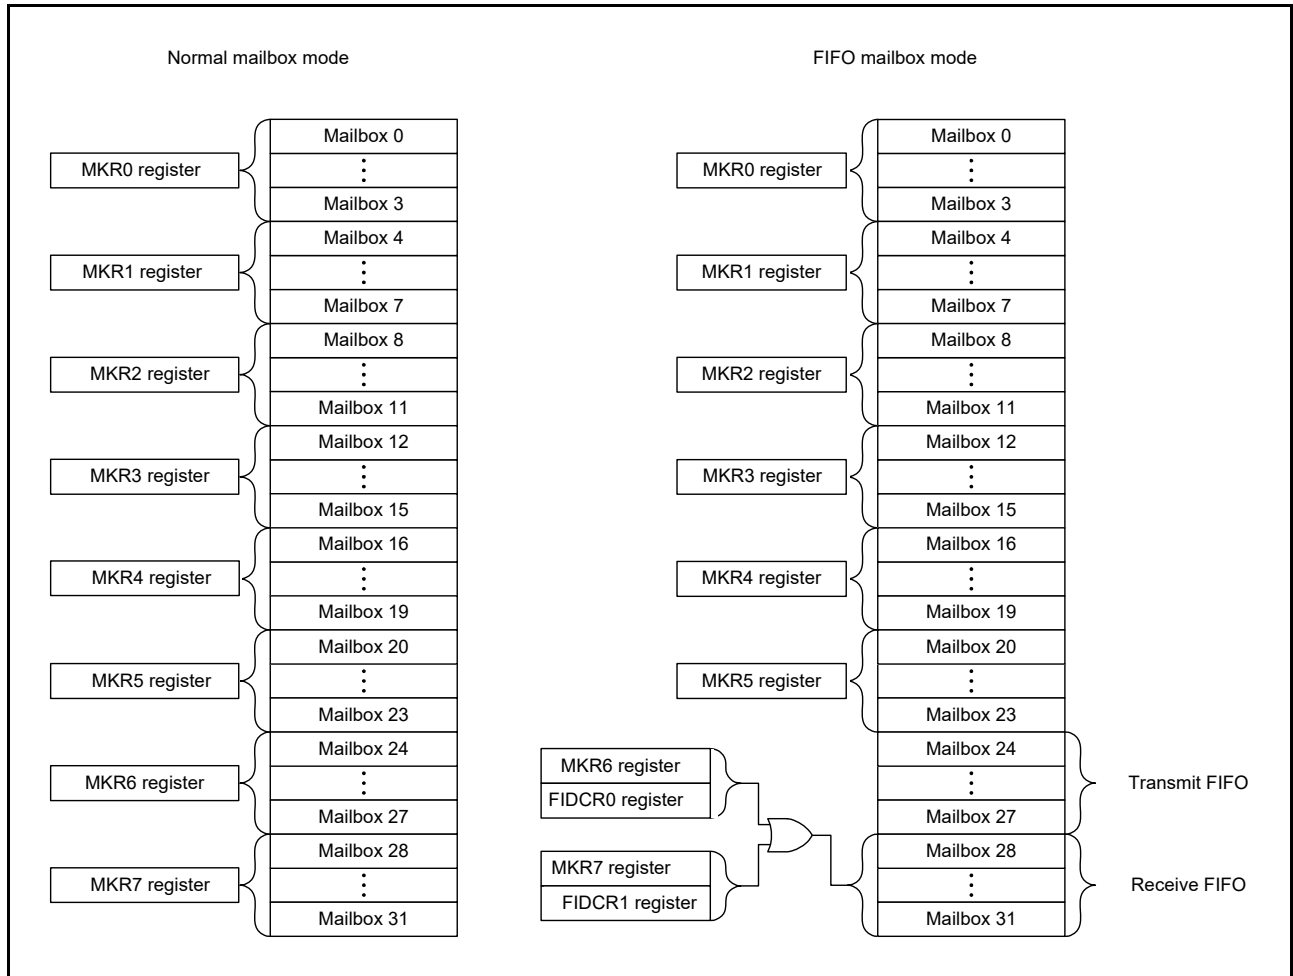 Normal mailbox mode
MKR0 register
Mailbox 0
Mailbox 3
MKR1 register
Mailbox 4
Mailbox 7
MKR2 register
Mailbox 8
Mailbox 11
MKR3 register
Mailbox 12
Mailbox 15
MKR4 register
Mailbox 16
Mailbox 19
MKR5 register
Mailbox 20
Mailbox 23
MKR6 register
Mailbox 24
Mailbox 27
MKR7 register
Mailbox 28
Mailbox 31
FIFO mailbox mode
MKR0 register
Mailbox 0
Mailbox 3
MKR1 register
Mailbox 4
Mailbox 7
MKR2 register
Mailbox 8
Mailbox 11
MKR3 register
Mailbox 12
Mailbox 15
MKR4 register
Mailbox 16
Mailbox 19
MKR5 register
Mailbox 20
Mailbox 23
MKR6 register
FIDCR0 register
Mailbox 24
Mailbox 27
Transmit FIFO
MKR7 register
FIDCR1 register
Mailbox 28
Mailbox 31
Receive FIFO